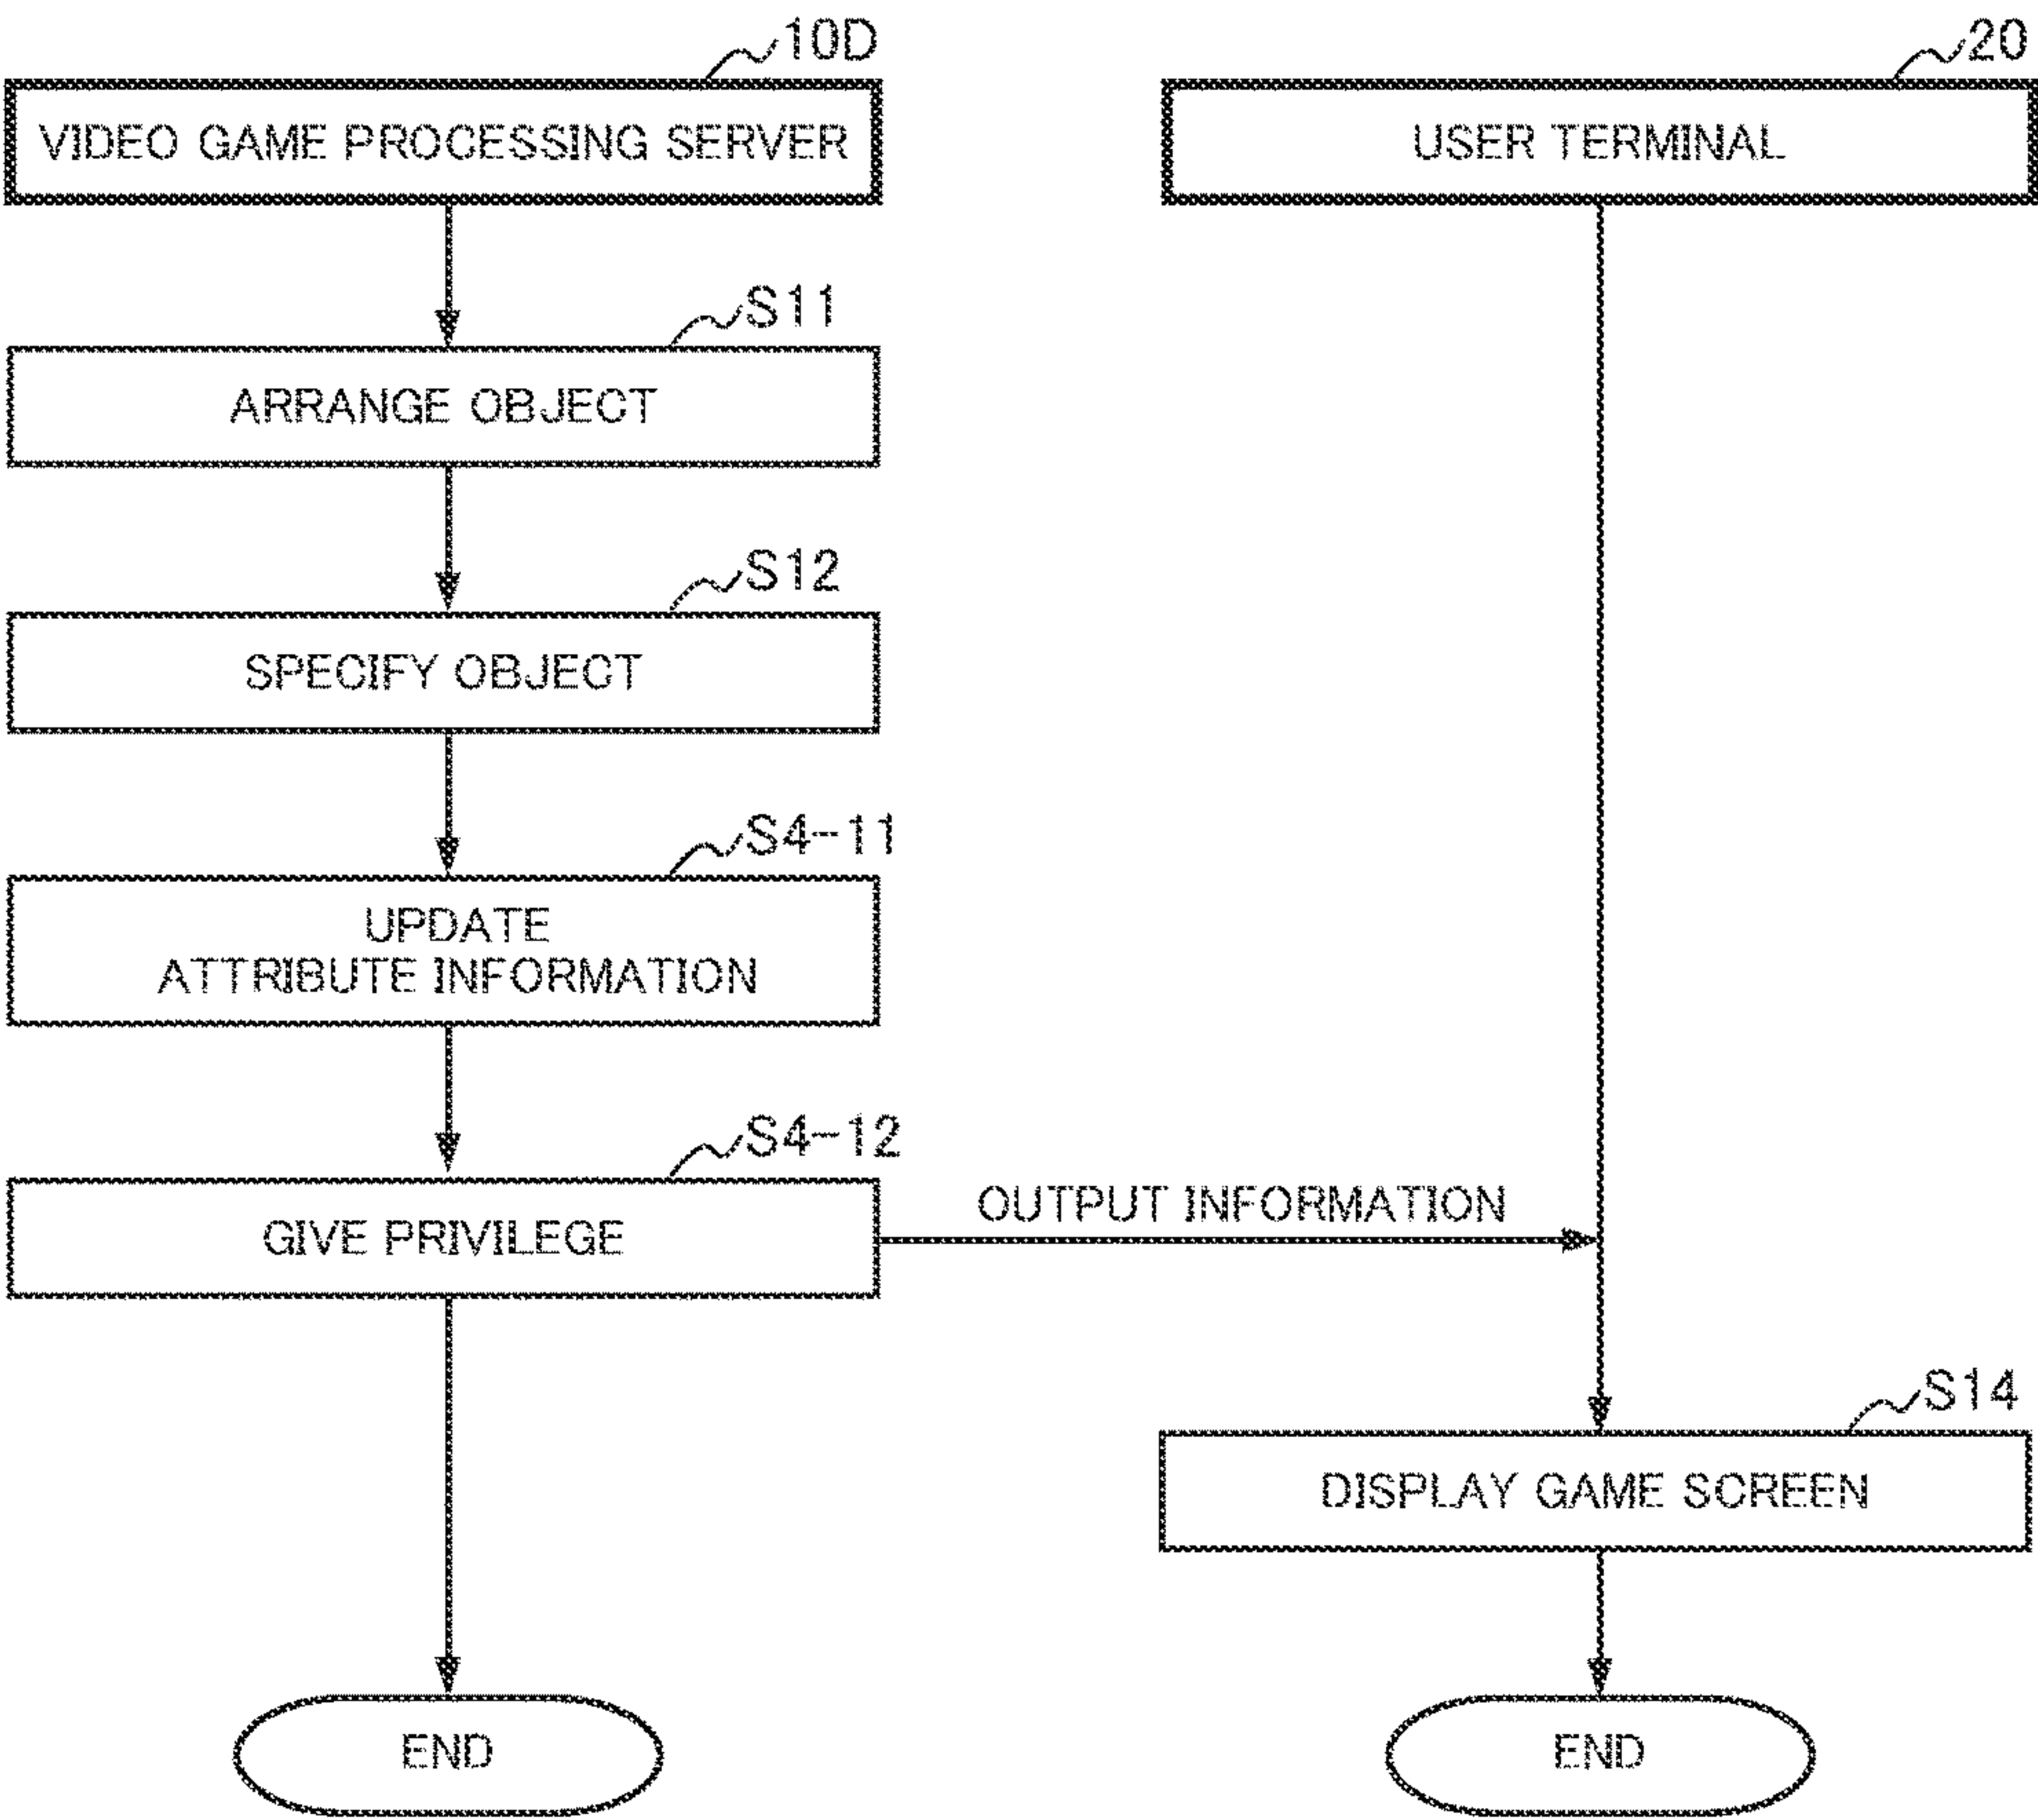 10D
20
VIDEO GAME PROCESSING SERVER
USER TERMINAL
S11
ARRANGE OBJECT
S12
SPECIFY OBJECT
S4-11
UPDATE
ATTRIBUTE INFORMATION
S4-12
GIVE PRIVILEGE
OUTPUT INFORMATION
S14
DISPLAY GAME SCREEN
END
END